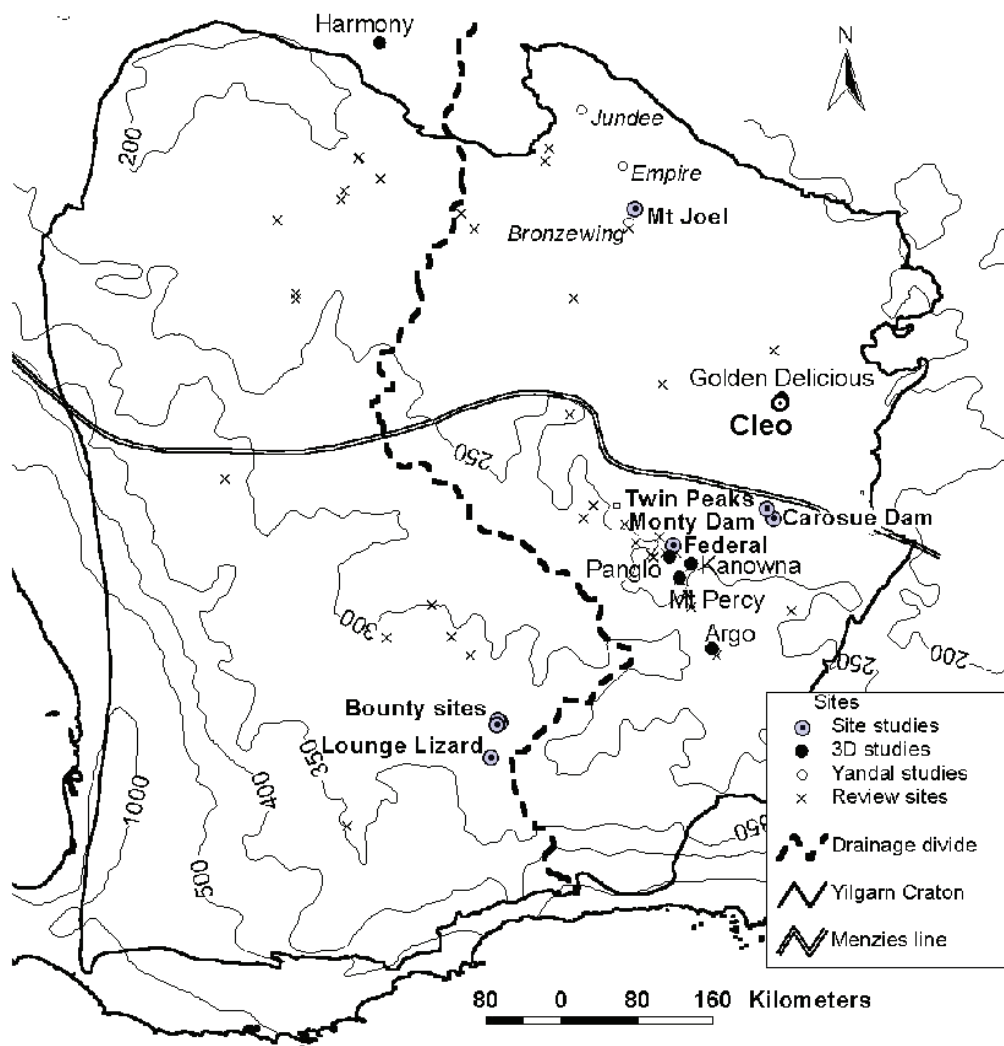 Harmony
N
Jundee
200
Empire
Mt Joel
Bronzewing
Golden Delicious
Cleo
250
Twin Peaks
Monty Dam
Carosue Dam
Federal
Panglo
Kanowna
Mt Percy
300
Argo
250
200
Bounty sites
Lounge Lizard
350
400
1000
500
350
Sites
Site studies
3D studies
Yandal studies
Review sites
Drainage divide
Yilgarn Craton
Menzies line
80 0 80 160 Kilometers